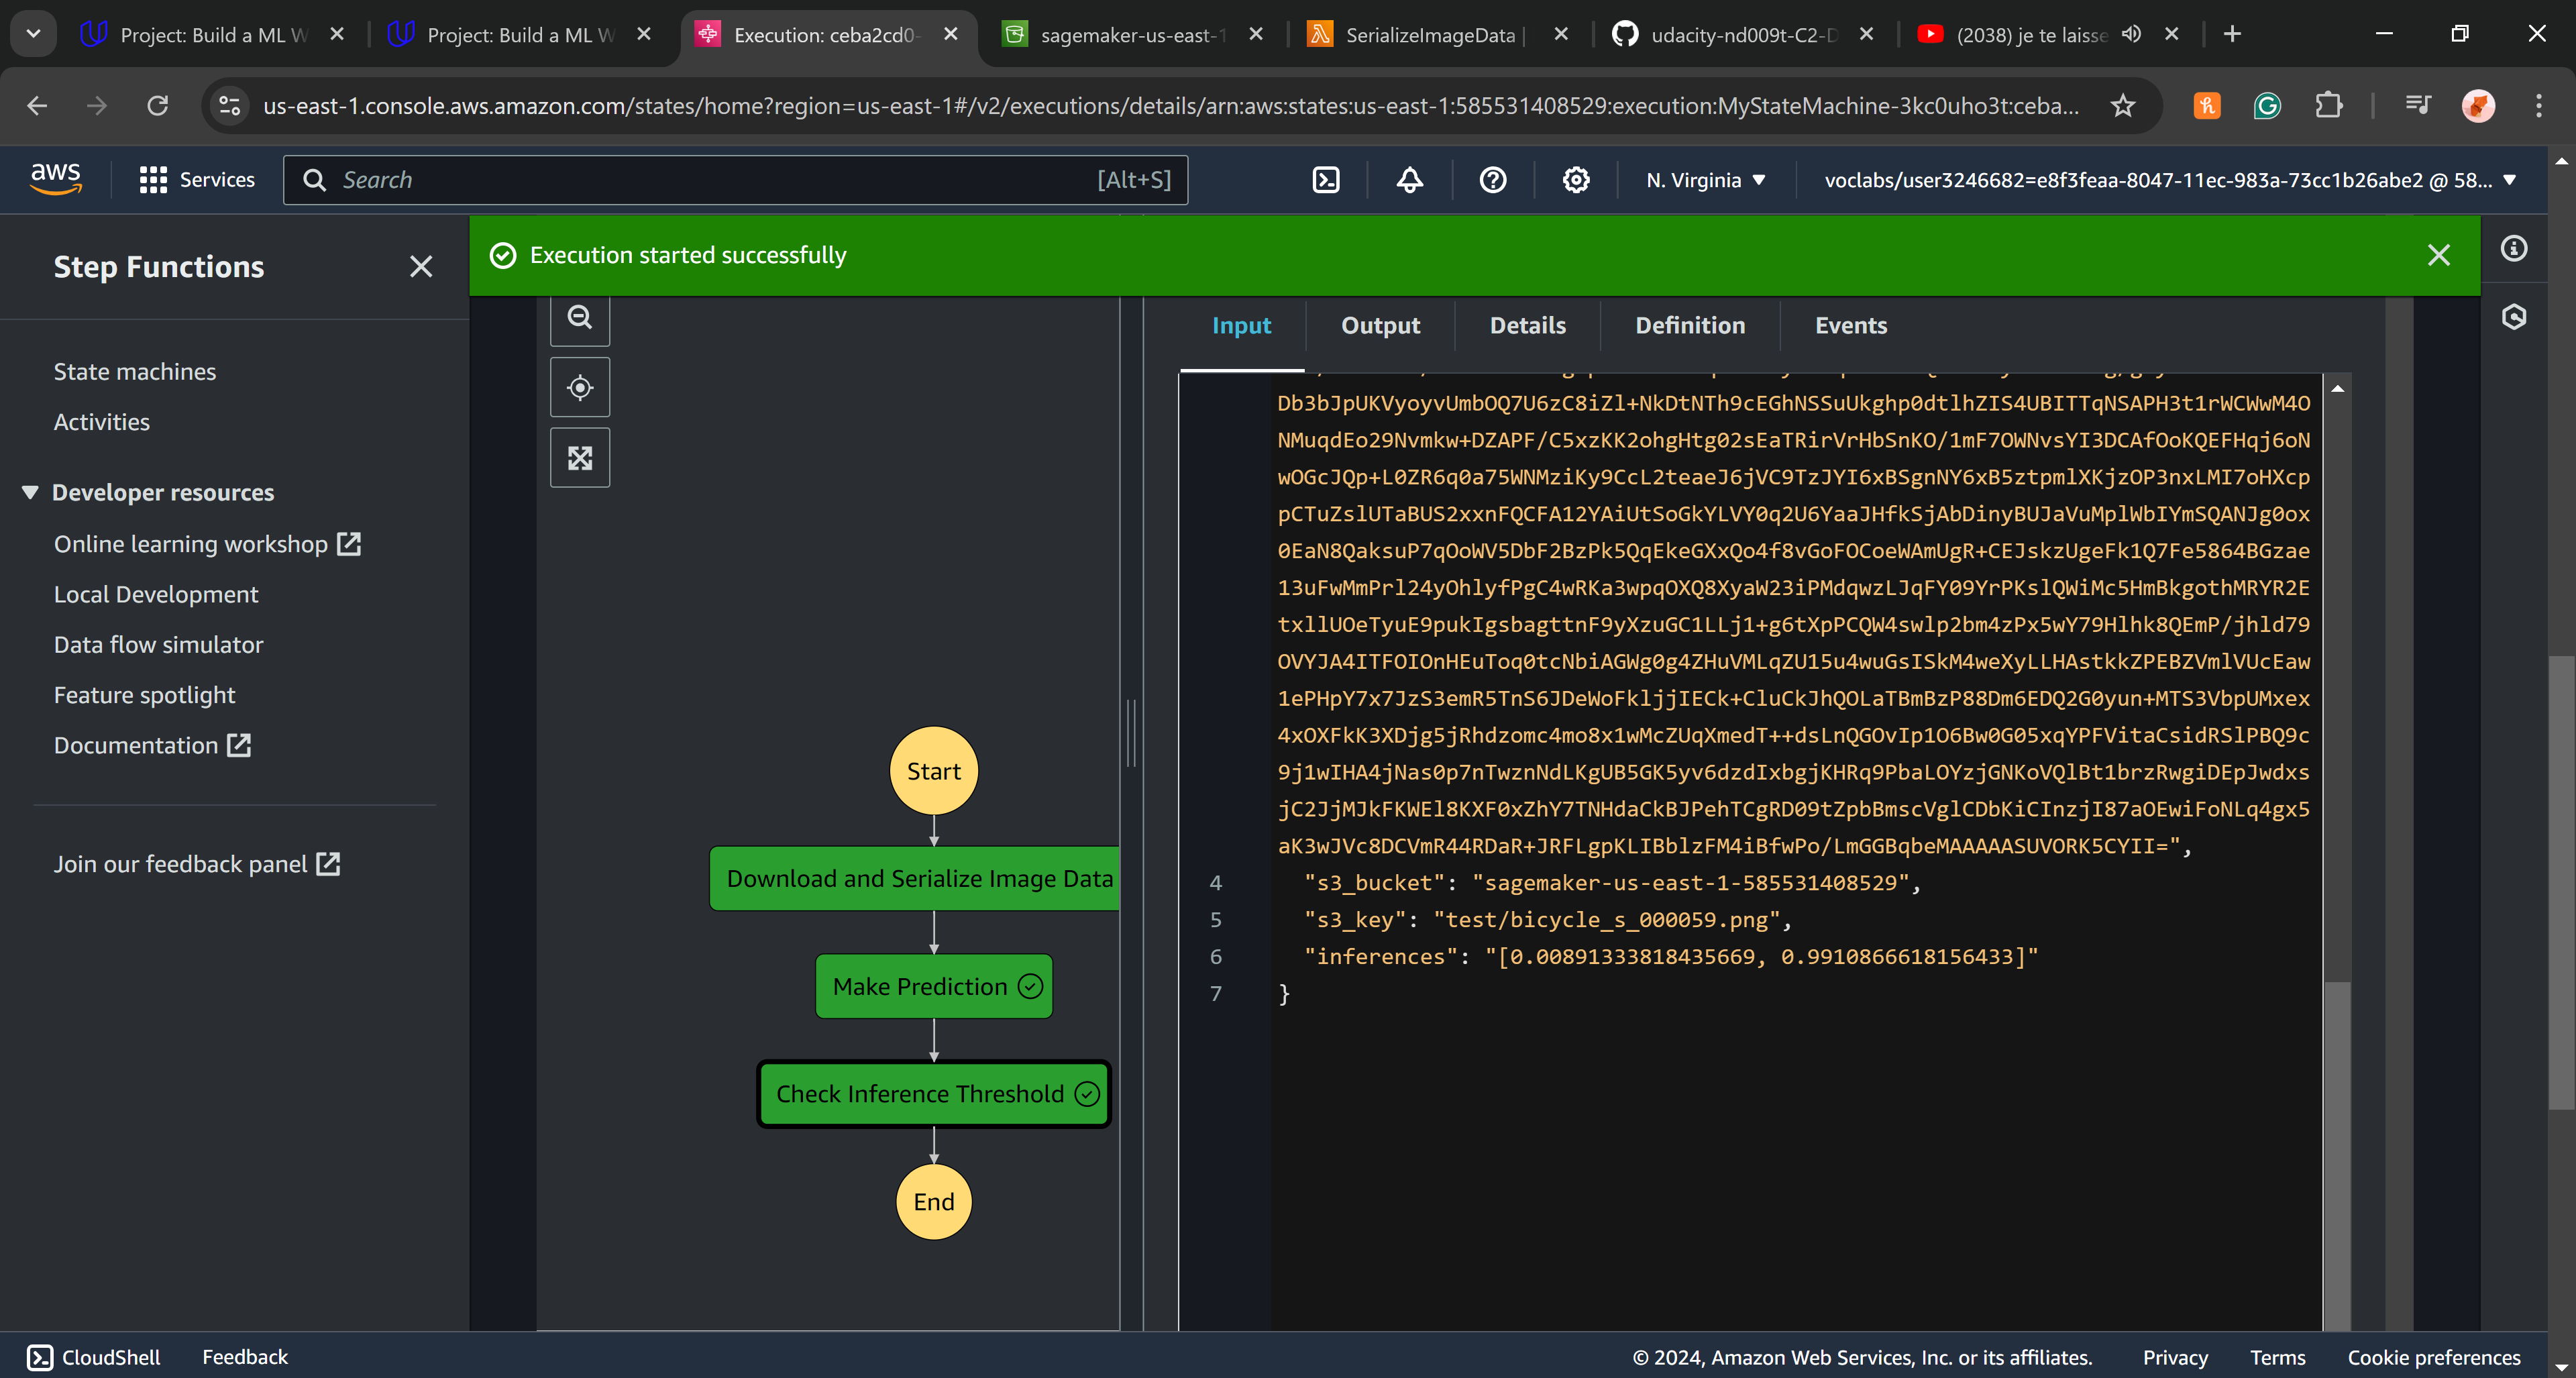 Project: Build a ML W
Project: Build a ML W
Execution: ceba2cd0-
sagemaker-us-east-1
SerializeImageData |
udacity-nd009t-C2-D
(2038) je te laisse
us-east-1.console.aws.amazon.com/states/home?region=us-east-1#/v2/executions/details/arn:aws:states:us-east-1:585531408529:execution:MyStateMachine-3kc0uho3t:ceba...
aws
Services
Search
[Alt+S]
N. Virginia
voclabs/user3246682=e8f3feaa-8047-11ec-983a-73cc1b26abe2 @ 58...
Step Functions
Execution started successfully
State machines
Activities
Developer resources
Online learning workshop
Local Development
Data flow simulator
Feature spotlight
Documentation
Join our feedback panel
Start
Download and Serialize Image Data
Make Prediction
Check Inference Threshold
End
Input
Output
Details
Definition
Events
Db3bJpUKVyoyvUmbOQ7U6zC8iZl+NkDtNTh9cEGhNSSuUkghp0dtlhZIS4UBITTqNSAPH3t1rWCWwM4O
NMuqdEo29Nvmkw+DZAPF/C5xzKK2ohgHtg02sEaTRirVrHbSnKO/1mF7OWNvsYI3DCAfOoKQEFHqj6oN
wOGcJQp+L0ZR6q0a75WNMziKy9CcL2teaeJ6jVC9TzJYI6xBSgnNY6xB5ztpmlXKjzOP3nxLMI7oHXcp
pCTuZslUTaBUS2xxnFQCFA12YAiUtSoGkYLVY0q2U6YaaJHfkSjAbDinyBUJaVuMplWbIYmSQANJg0ox
0EaN8QaksuP7qOoWV5DbF2BzPk5QqEkeGXxQo4f8vGoFOCoeWAmUgR+CEJskzUgeFk1Q7Fe5864BGzae
13uFwMmPrl24yOhlyfPgC4wRKa3wpqOXQ8XyaW23iPMdqwzLJqFY09YrPKslQWiMc5HmBkgothMRYR2E
txllUOeTyuE9pukIgsbagttnF9yXzuGC1LLj1+g6tXpPCQW4swlp2bm4zPx5wY79Hlhk8QEmP/jhld79
OVYJA4ITFOIOnHEuToq0tcNbiAGWg0g4ZHuVMLqZU15u4wuGsISkM4weXyLLHAstkkZPEBZVmlVUcEaw
1ePHpY7x7JzS3emR5TnS6JDeWoFkljjIECk+CluCkJhQOLaTBmBzP88Dm6EDQ2G0yun+MTS3VbpUMxex
4xOXFkK3XDjg5jRhdzomc4mo8x1wMcZUqXmedT++dsLnQGOvIp1O6Bw0G05xqYPFVitaCsidRSlPBQ9c
9j1wIHA4jNas0p7nTwznNdLKgUB5GK5yv6dzdIxbgjKHRq9PbaLOYzjGNKoVQlBt1brzRwgiDEpJwdxs
jC2JjMJkFKWEl8KXF0xZhY7TNHdaCkBJPehTCgRD09tZpbBmscVglCDbKiCInzjI87aOEwiFoNLq4gx5
aK3wJVc8DCVmR44RDaR+JRFLgpKLIBblzFM4iBfwPo/LmGGBqbeMAAAAASUVORK5CYII=",
4 "s3_bucket": "sagemaker-us-east-1-585531408529",
5 "s3_key": "test/bicycle_s_000059.png",
6 "inferences": "[0.00891333818435669, 0.9910866618156433]"
7 }
CloudShell
Feedback
© 2024, Amazon Web Services, Inc. or its affiliates.
Privacy
Terms
Cookie preferences